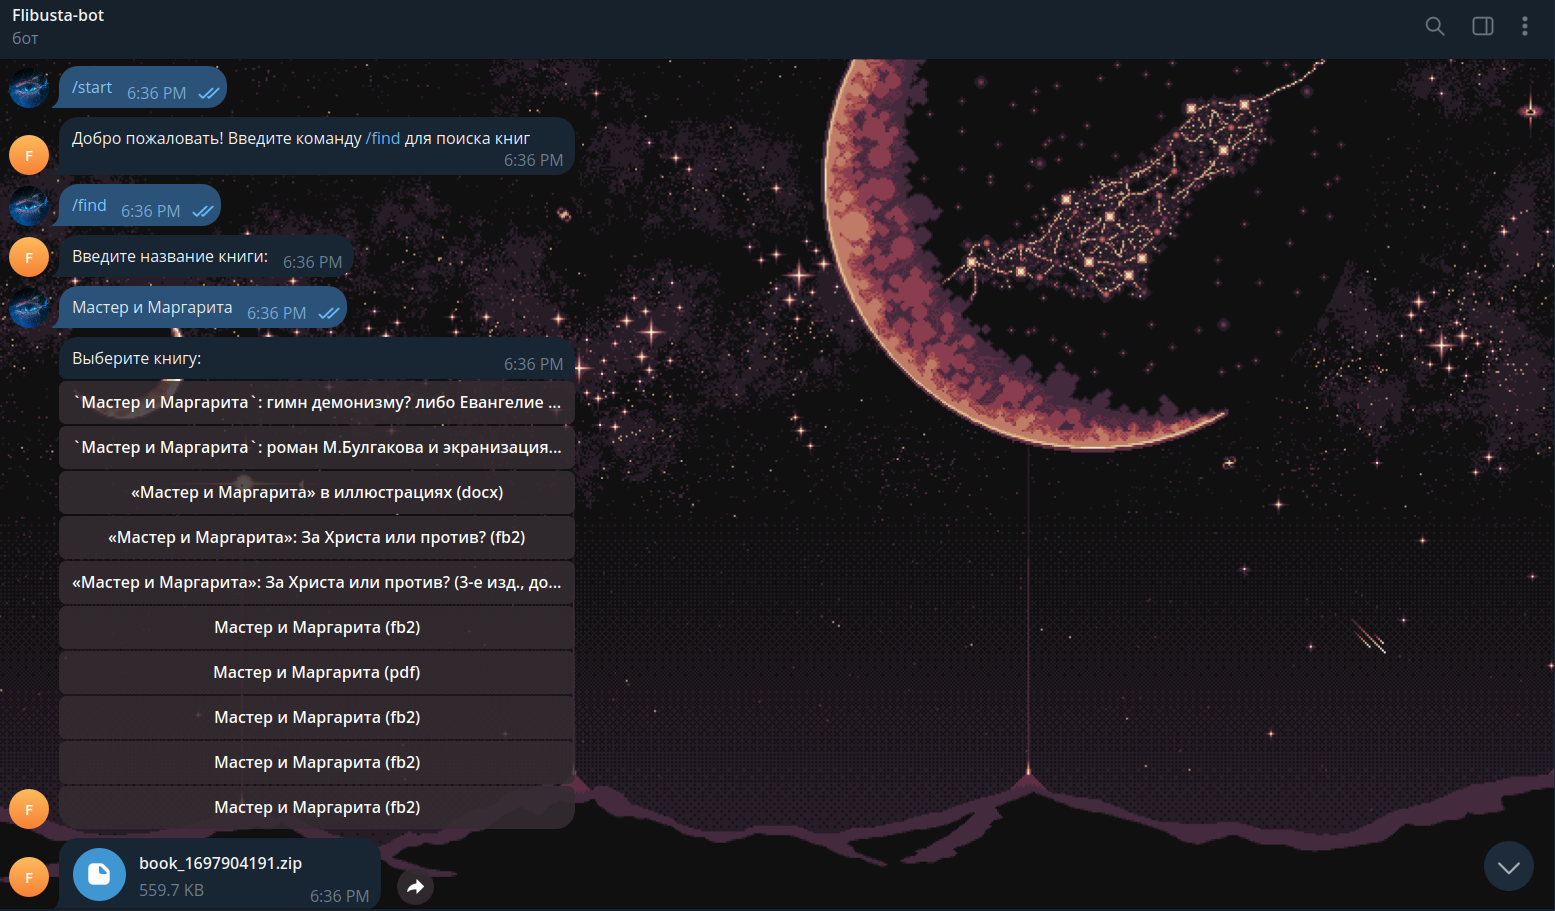 Flibusta-bot
бот
/start 6:36 PM
Добро пожаловать! Введите команду /find для поиска книг
6:36 PM
/find 6:36 PM
F
Введите название книги: 6:36 PM
F
Мастер и Маргарита 6:36 PM
Выберите книгу: 6:36 PM
`Мастер и Маргарита`: гимн демонизму? либо Евангелие ...
`Мастер и Маргарита`: роман М.Булгакова и экранизация...
«Мастер и Маргарита» в иллюстрациях (docx)
«Мастер и Маргарита»: За Христа или против? (fb2)
«Мастер и Маргарита»: За Христа или против? (3-е изд., до...
Мастер и Маргарита (fb2)
Мастер и Маргарита (pdf)
Мастер и Маргарита (fb2)
Мастер и Маргарита (fb2)
Мастер и Маргарита (fb2)
F
book_1697904191.zip
F
559.7 KB 6:36 PM